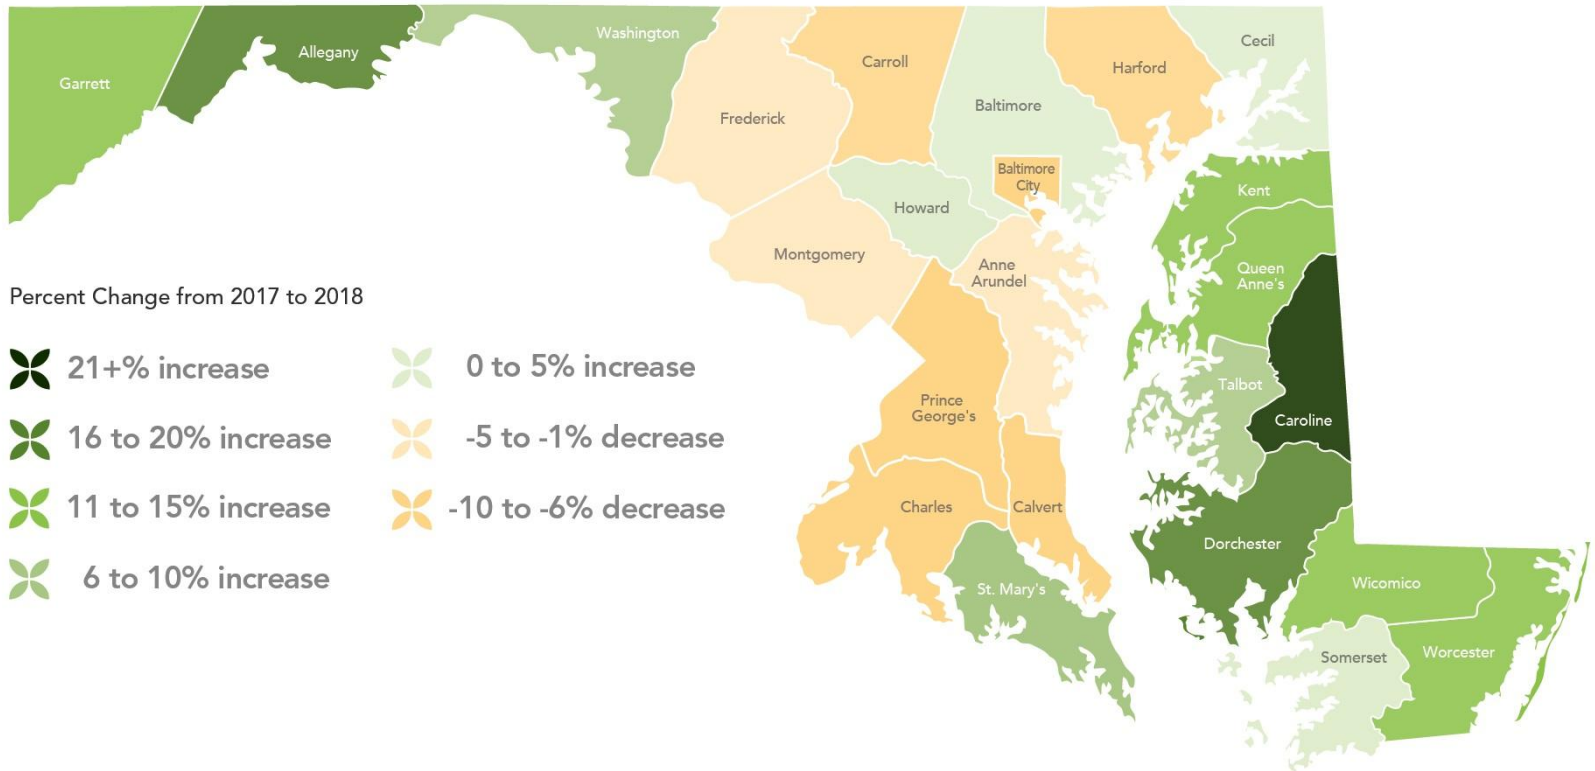 Garrett
Allegany
Washington
Frederick
Carroll
Baltimore
Harford
Cecil
Baltimore
City
Howard
Montgomery
Anne
Arundel
Kent
Queen
Anne's
Talbot
Caroline
Prince
George's
Charles
Calvert
St. Mary's
Dorchester
Wicomico
Somerset
Worcester
Percent Change from 2017 to 2018
21+% increase
16 to 20% increase
11 to 15% increase
6 to 10% increase
0 to 5% increase
-5 to -1% decrease
-10 to -6% decrease